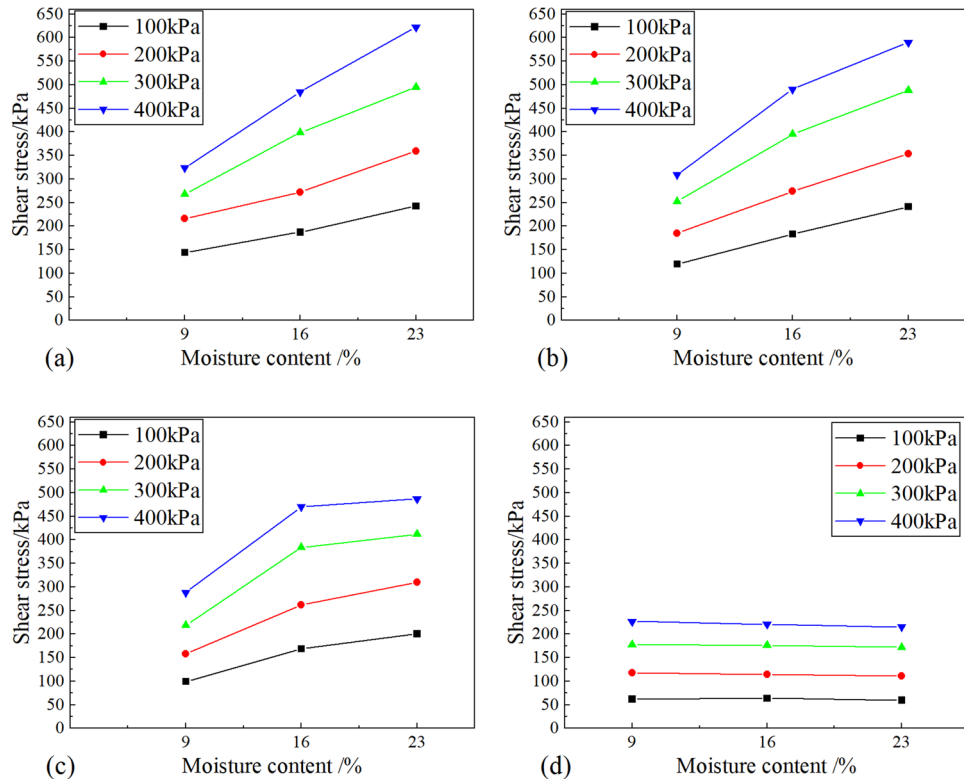 650
600
550
500
450
400
350
300
250
200
150
100
50
0
Shear stress/kPa
100kPa
200kPa
300kPa
400kPa
9 16 23
(a) Moisture content /%
650
600
550
500
450
400
350
300
250
200
150
100
50
0
Shear stress/kPa
100kPa
200kPa
300kPa
400kPa
9 16 23
(b) Moisture content /%
650
600
550
500
450
400
350
300
250
200
150
100
50
0
Shear stress/kPa
100kPa
200kPa
300kPa
400kPa
9 16 23
(c) Moisture content /%
650
600
550
500
450
400
350
300
250
200
150
100
50
0
Shear stress/kPa
100kPa
200kPa
300kPa
400kPa
9 16 23
(d) Moisture content /%